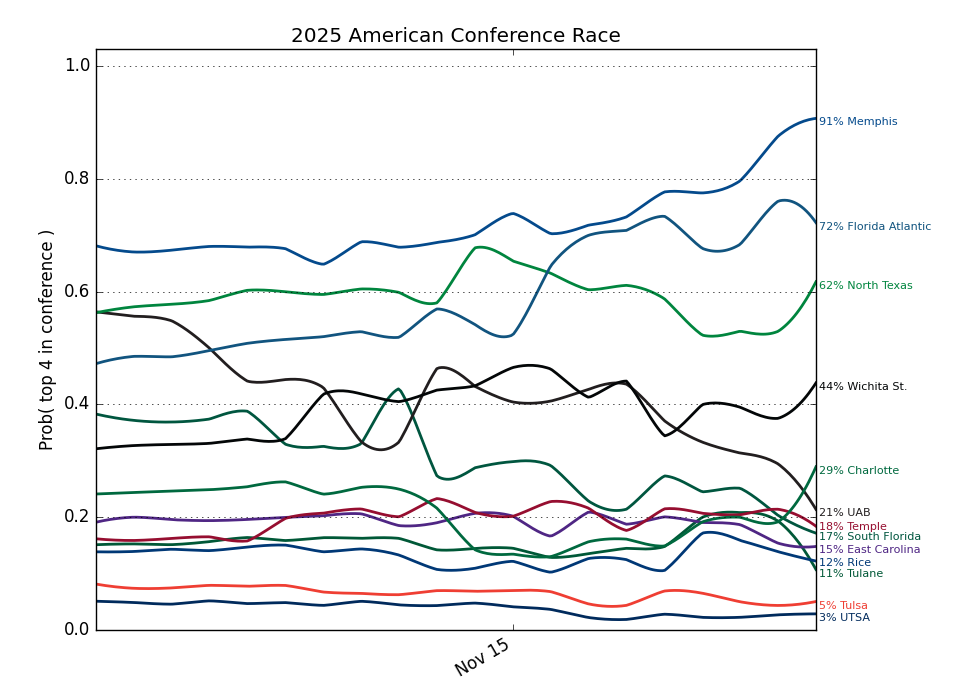 2025 American Conference Race
Prob( top 4 in conference )
1.0
0.8
0.6
0.4
0.2
0.0
Nov 15
91% Memphis
72% Florida Atlantic
62% North Texas
44% Wichita St.
29% Charlotte
21% UAB
18% Temple
17% South Florida
15% East Carolina
12% Rice
11% Tulane
5% Tulsa
3% UTSA